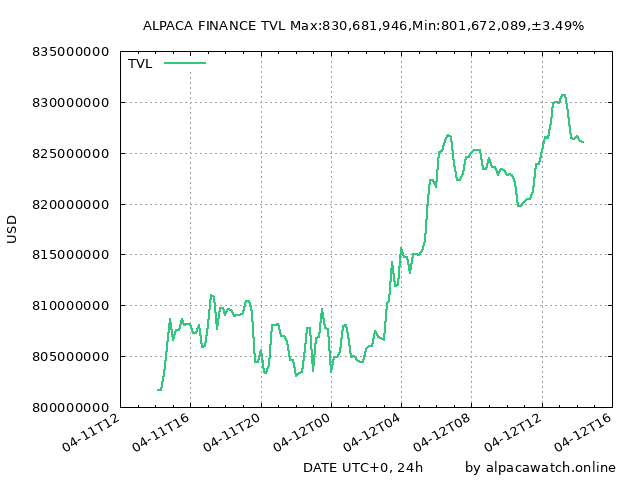 ALPACA FINANCE TVL Max:830,681,946,Min:801,672,089,±3.49%
835000000
TVL
830000000
825000000
820000000
815000000
810000000
805000000
800000000
USD
04-11T12
04-11T16
04-11T20
04-12T00
04-12T04
04-12T08
04-12T12
04-12T16
DATE UTC+0, 24h
by alpacawatch.online